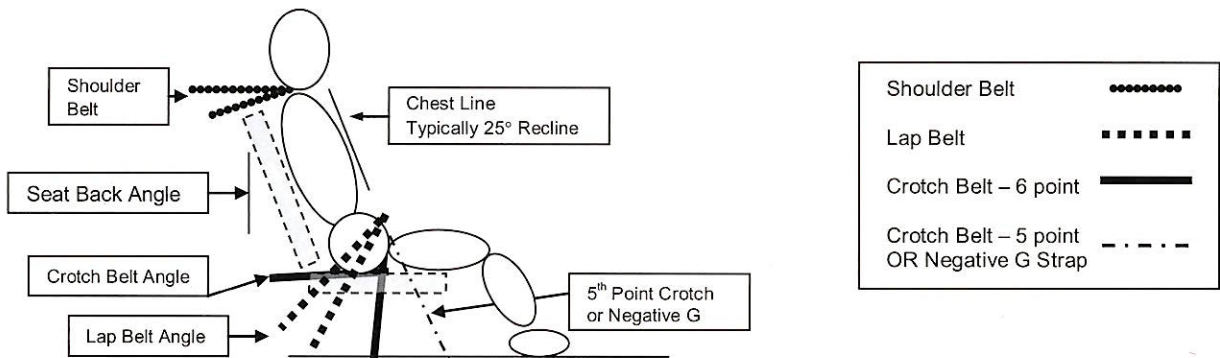 Shoulder
Belt
Chest Line
Typically 25° Recline
Seat Back Angle
Crotch Belt Angle
Lap Belt Angle
5th Point Crotch
or Negative G
Shoulder Belt
Lap Belt
Crotch Belt – 6 point
Crotch Belt – 5 point
OR Negative G Strap